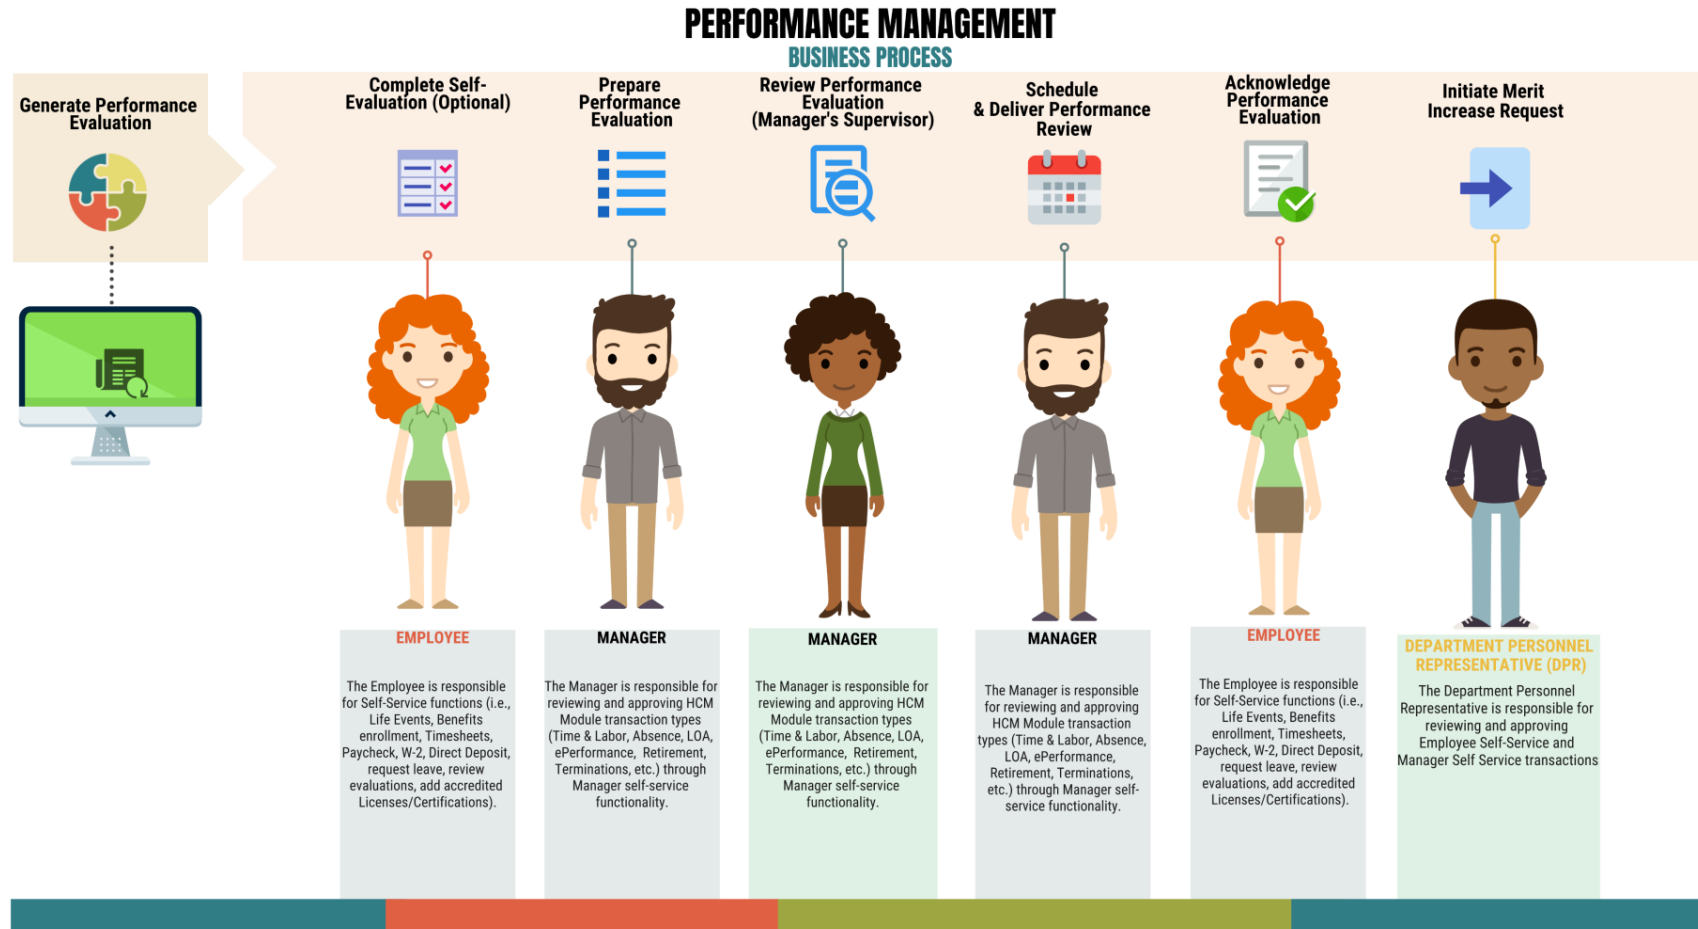 PERFORMANCE MANAGEMENT
BUSINESS PROCESS
Generate Performance
Evaluation
Complete Self-
Evaluation (Optional)
Prepare
Performance
Evaluation
Review Performance
Evaluation
(Manager's Supervisor)
Schedule
& Deliver Performance
Review
Acknowledge
Performance
Evaluation
Initiate Merit
Increase Request
EMPLOYEE
The Employee is responsible
for Self-Service functions (i.e.,
Life Events, Benefits
enrollment, Timesheets,
Paycheck, W-2, Direct Deposit,
request leave, review
evaluations, add accredited
Licenses/Certifications).
MANAGER
The Manager is responsible for
reviewing and approving HCM
Module transaction types
(Time & Labor, Absence, LOA,
ePerformance, Retirement,
Terminations, etc.) through
Manager self-service
functionality.
MANAGER
The Manager is responsible for
reviewing and approving HCM
Module transaction types
(Time & Labor, Absence, LOA,
ePerformance, Retirement,
Terminations, etc.) through
Manager self-service
functionality.
MANAGER
The Manager is responsible
for reviewing and approving
HCM Module transaction
types (Time & Labor, Absence,
LOA, ePerformance,
Retirement, Terminations,
etc.) through Manager self-
service functionality.
EMPLOYEE
The Employee is responsible
for Self-Service functions (i.e.,
Life Events, Benefits
enrollment, Timesheets,
Paycheck, W-2, Direct Deposit,
request leave, review
evaluations, add accredited
Licenses/Certifications).
DEPARTMENT PERSONNEL
REPRESENTATIVE (DPR)
The Department Personnel
Representative is responsible for
reviewing and approving
Employee Self-Service and
Manager Self Service transactions